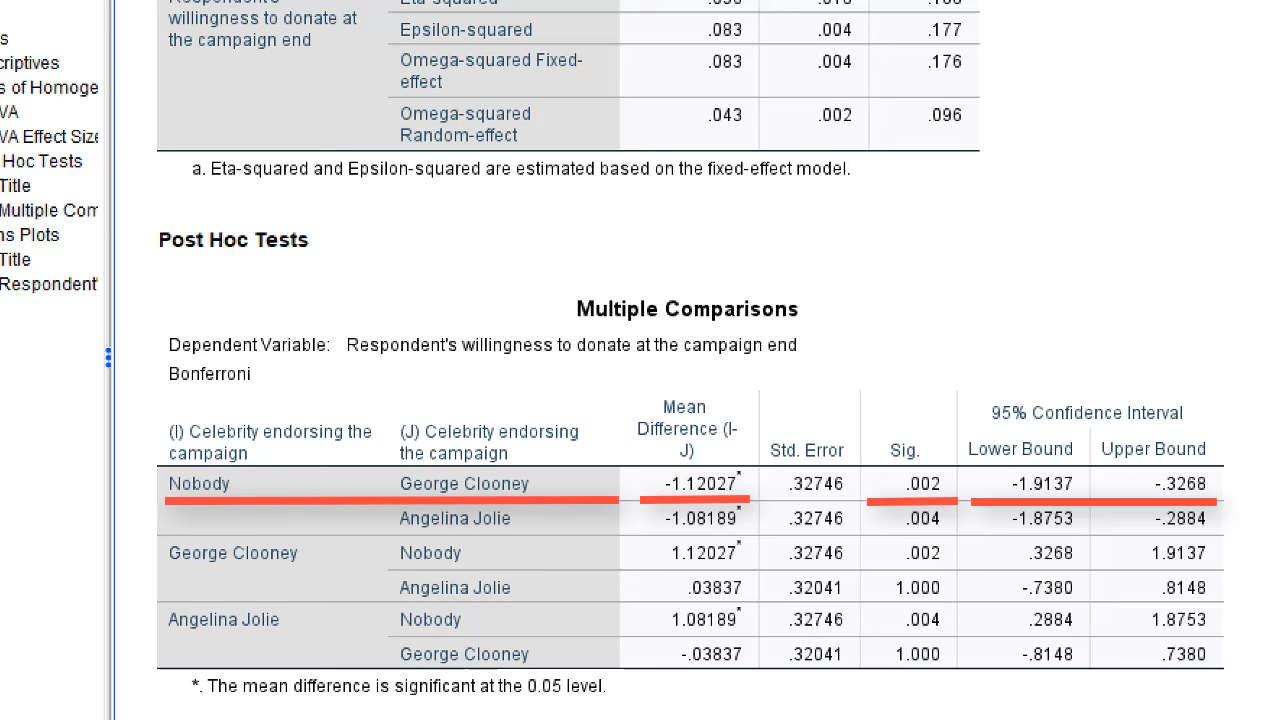 s
criptives
s of Homoge
VA
VA Effect Size
Hoc Tests
Title
Multiple Com
ns Plots
Title
Respondent'
willingness to donate at
the campaign end
Epsilon-squared .083 .004 .177
Omega-squared Fixed-
effect .083 .004 .176
Omega-squared
Random-effect .043 .002 .096
a. Eta-squared and Epsilon-squared are estimated based on the fixed-effect model.
Post Hoc Tests
Multiple Comparisons
Dependent Variable: Respondent's willingness to donate at the campaign end
Bonferroni
(I) Celebrity endorsing the
campaign
(J) Celebrity endorsing
the campaign
Mean
Difference (I-
J)
Std. Error
Sig.
95% Confidence Interval
Lower Bound Upper Bound
Nobody George Clooney -1.12027* .32746 .002 -1.9137 -.3268
Angelina Jolie -1.08189* .32746 .004 -1.8753 -.2884
George Clooney Nobody 1.12027* .32746 .002 .3268 1.9137
Angelina Jolie .03837 .32041 1.000 -.7380 .8148
Angelina Jolie Nobody 1.08189* .32746 .004 .2884 1.8753
George Clooney -.03837 .32041 1.000 -.8148 .7380
*. The mean difference is significant at the 0.05 level.